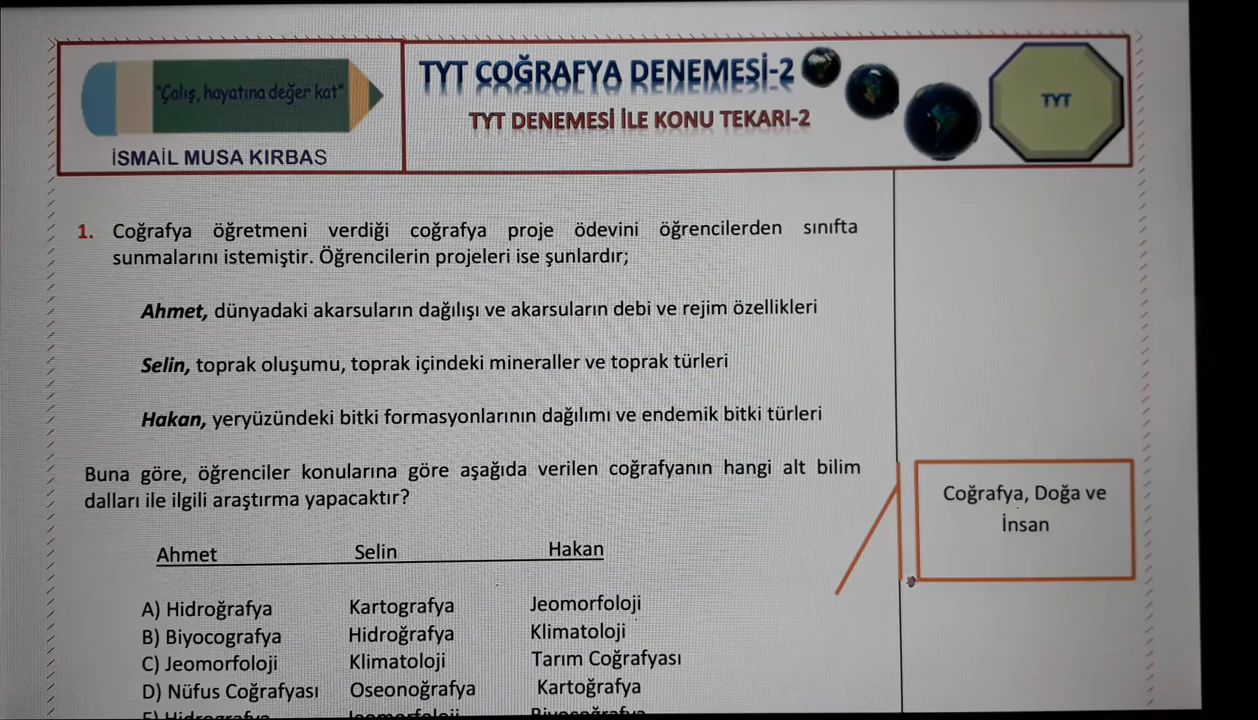 "Çalış, hayatına değer kat"
İSMAİL MUSA KIRBAS
TYT COĞRAFYA DENEMESİ-2
TYT DENEMESİ İLE KONU TEKARI-2
TYT
1. Coğrafya öğretmeni verdiği coğrafya proje ödevini öğrencilerden sınıfta
sunmalarını istemiştir. Öğrencilerin projeleri ise şunlardır;
Ahmet, dünyadaki akarsuların dağılışı ve akarsuların debi ve rejim özellikleri
Selin, toprak oluşumu, toprak içindeki mineraller ve toprak türleri
Hakan, yeryüzündeki bitki formasyonlarının dağılımı ve endemik bitki türleri
Buna göre, öğrenciler konularına göre aşağıda verilen coğrafyanın hangi alt bilim
dalları ile ilgili araştırma yapacaktır?
Coğrafya, Doğa ve
İnsan
Ahmet Selin Hakan
A) Hidroğrafya Kartografya Jeomorfoloji
B) Biyocografya Hidroğrafya Klimatoloji
C) Jeomorfoloji Klimatoloji Tarım Coğrafyası
D) Nüfus Coğrafyası Oseonoğrafya Kartoğrafya